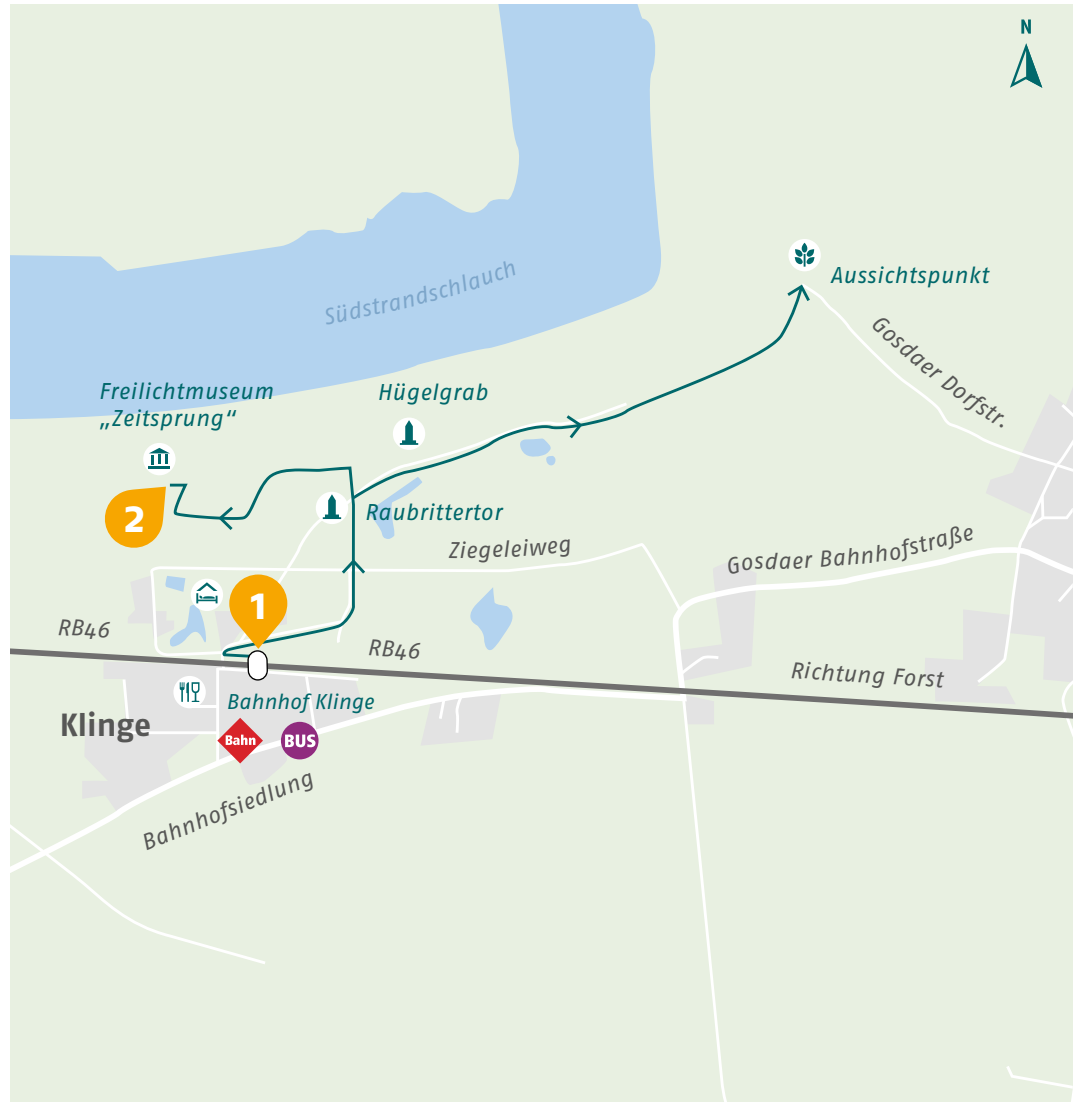 N
Südstrandschlauch
Aussichtspunkt
Gosdaer Dorfstr.
Freilichtmuseum
„Zeitsprung“
Hügelgrab
2
Raubrittertor
Ziegeleiweg
Gosdaer Bahnhofstraße
1
RB46
RB46
Richtung Forst
Bahnhof Klinge
Klinge
Bahn
BUS
Bahnhofsiedlung